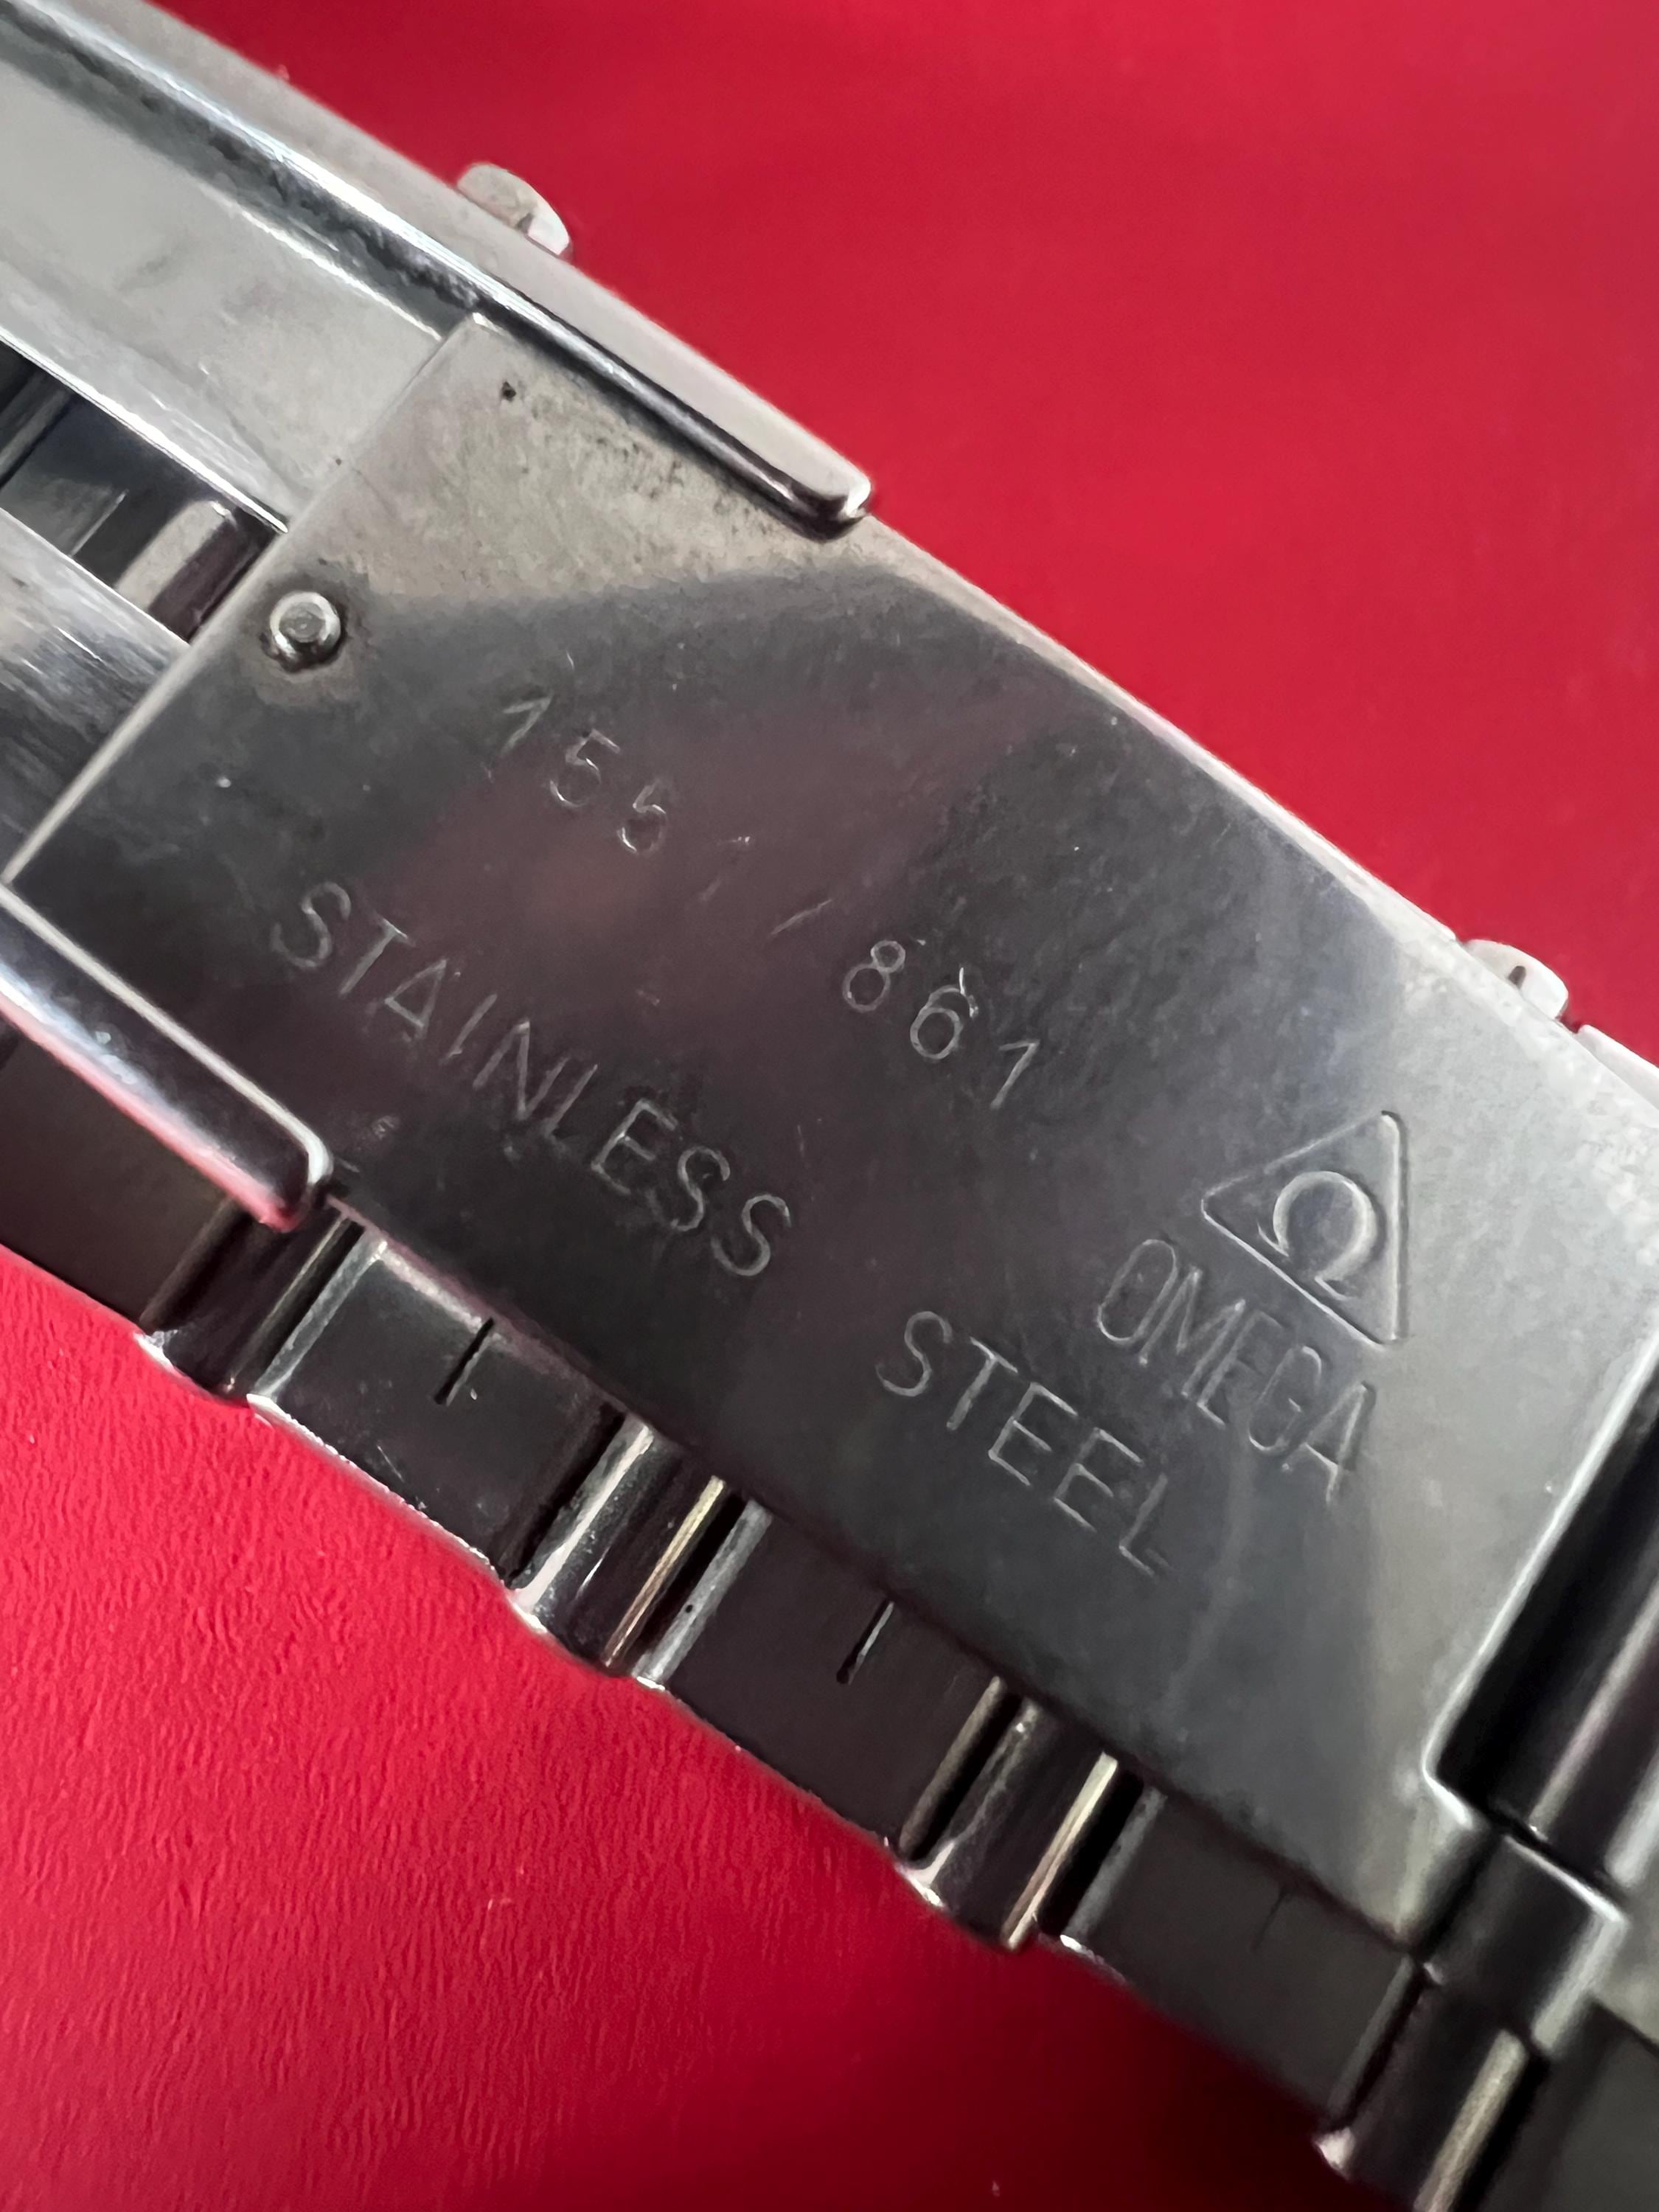 155 / 861
STAINLESS STEEL
Ω
OMEGA